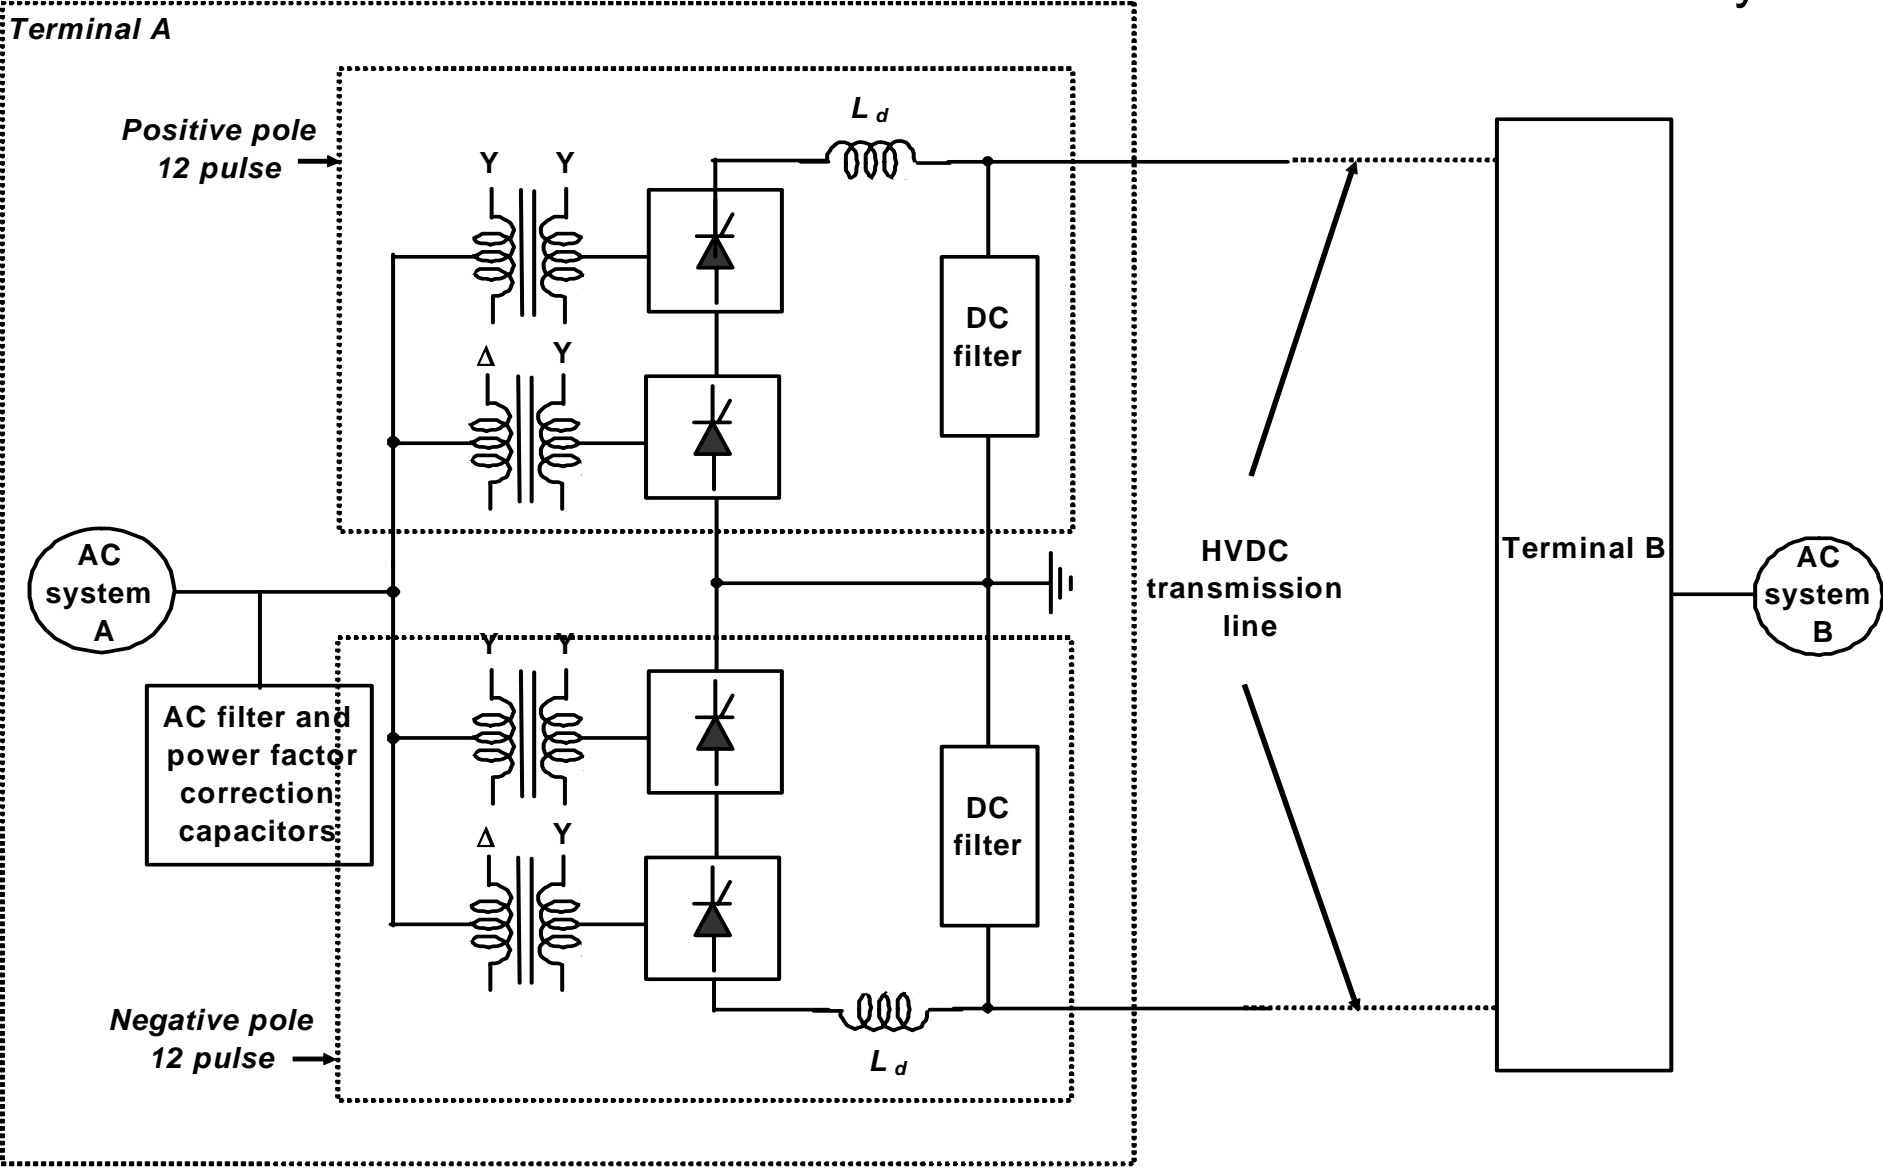 Terminal A
Positive pole
12 pulse
L d
Y Y
DC
filter
Δ Y
AC
system
A
HVDC
transmission
line
Terminal B
AC
system
B
Y Y
AC filter and
power factor
correction
capacitors
DC
filter
Δ Y
Negative pole
12 pulse
L d